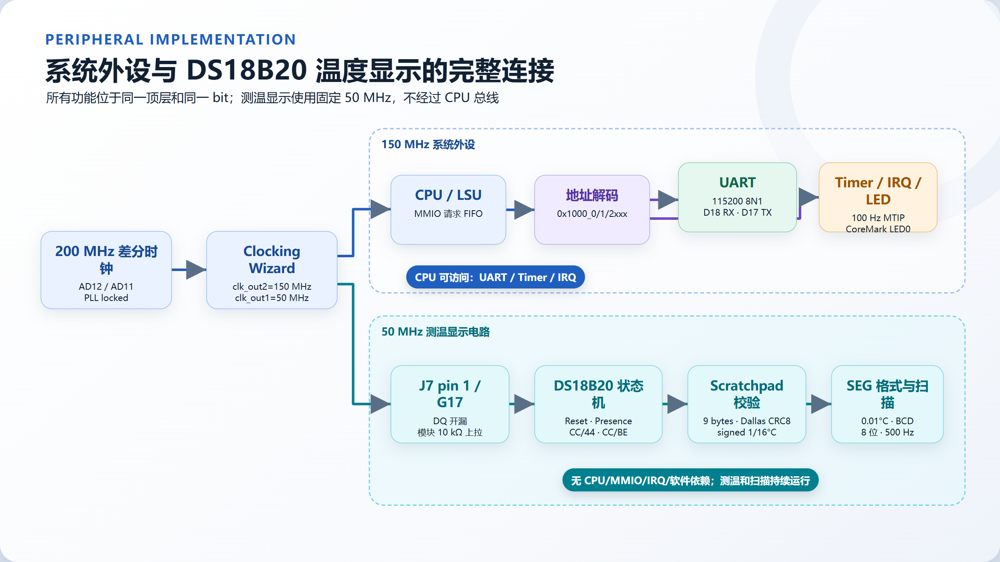 PERIPHERAL IMPLEMENTATION
系统外设与 DS18B20 温度显示的完整连接
所有功能位于同一顶层和同一 bit；测温显示使用固定 50 MHz，不经过 CPU 总线
200 MHz 差分时
钟
AD12 / AD11
PLL locked
Clocking
Wizard
clk_out2=150 MHz
clk_out1=50 MHz
150 MHz 系统外设
CPU / LSU
MMIO 请求 FIFO
地址解码
0x1000_0/1/2xxx
UART
115200 8N1
D18 RX · D17 TX
Timer / IRQ /
LED
100 Hz MTIP
CoreMark LED0
CPU 可访问：UART / Timer / IRQ
50 MHz 测温显示电路
J7 pin 1 /
G17
DQ 开漏
模块 10 kΩ 上拉
DS18B20 状态
机
Reset · Presence
CC/44 · CC/BE
Scratchpad
校验
9 bytes · Dallas CRC8
signed 1/16°C
SEG 格式与扫
描
0.01°C · BCD
8 位 · 500 Hz
无 CPU/MMIO/IRQ/软件依赖；测温和扫描持续运行